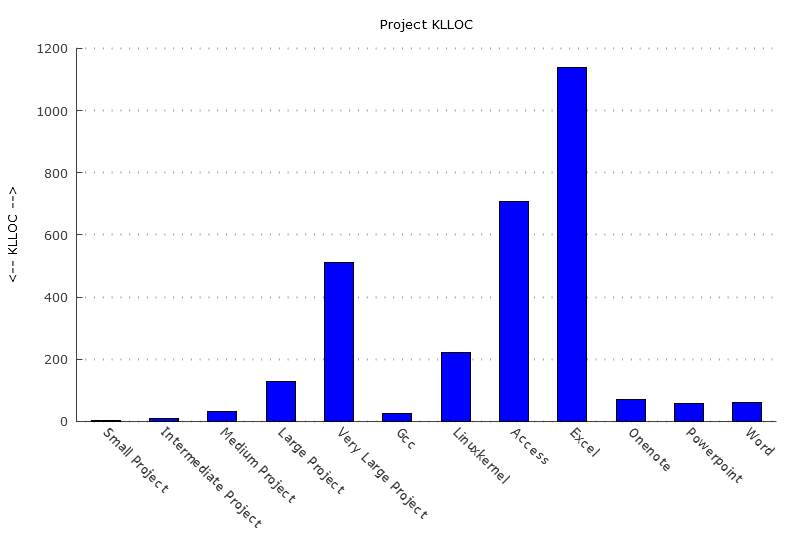 Project KLLOC
1200
1000
800
600
400
200
0
<-- KLLOC -->
Small Project
Intermediate Project
Medium Project
Large Project
Very Large Project
Gcc
Linuxkernel
Access
Excel
Onenote
Powerpoint
Word